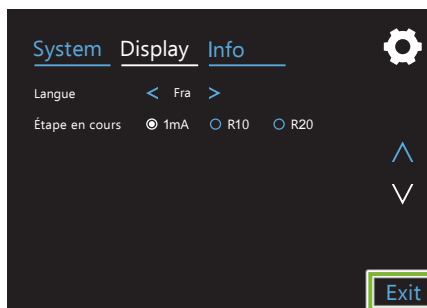 System Display Info
Langue < Fra >
Étape en cours 1mA R10 R20
Exit